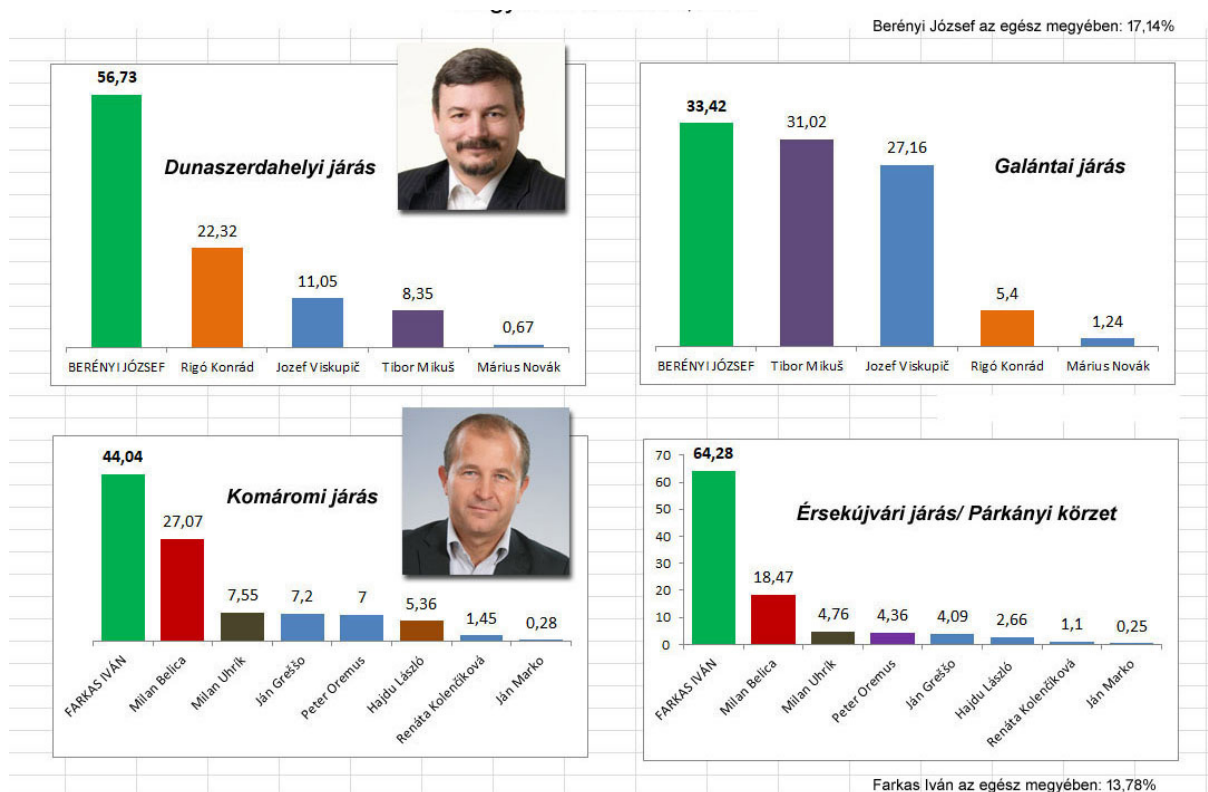 Berényi József az egész megyében: 17,14%
56,73
Dunaszerdahelyi járás
22,32
11,05
8,35
0,67
BERÉNYI JÓZSEF Rigó Konrád Jozef Viskupič Tibor Mikuš Márius Novák
33,42
31,02
27,16
Galántai járás
5,4
1,24
BERÉNYI JÓZSEF Tibor Mikuš Jozef Viskupič Rigó Konrád Márius Novák
44,04
Komáromi járás
27,07
7,55 7,2 7 5,36 1,45 0,28
FARKAS IVÁN Milan Belica Milan Uhrík Ján Greššo Peter Oremus Hajdu László Renáta Kolenčíková Ján Marko
70
60
50
40
30
20
10
0
64,28
Érsekújvári járás/ Párkányi körzet
18,47
4,76 4,36 4,09 2,66 1,1 0,25
FARKAS IVÁN Milan Belica Milan Uhrík Peter Oremus Ján Greššo Hajdu László Renáta Kolenčíková Ján Marko
Farkas Iván az egész megyében: 13,78%